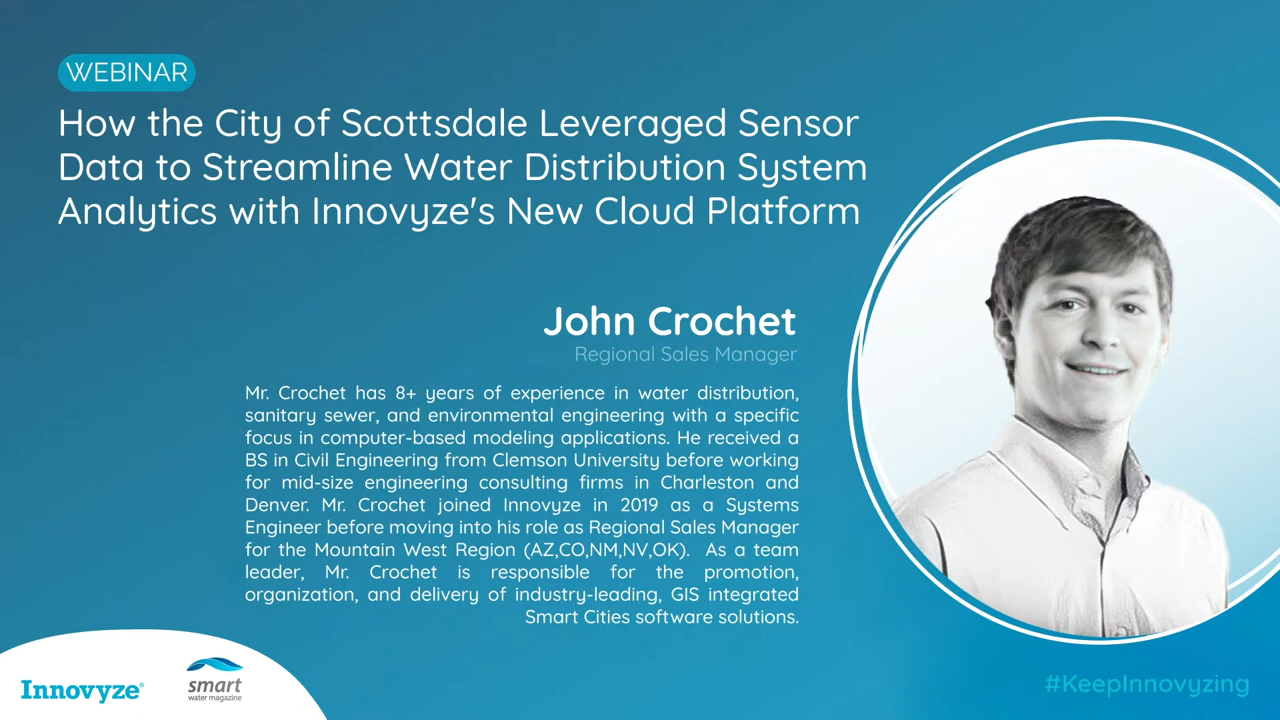 WEBINAR
How the City of Scottsdale Leveraged Sensor
Data to Streamline Water Distribution System
Analytics with Innovyze's New Cloud Platform
John Crochet
Regional Sales Manager
Mr. Crochet has 8+ years of experience in water distribution,
sanitary sewer, and environmental engineering with a specific
focus in computer-based modeling applications. He received a
BS in Civil Engineering from Clemson University before working
for mid-size engineering consulting firms in Charleston and
Denver. Mr. Crochet joined Innovyze in 2019 as a Systems
Engineer before moving into his role as Regional Sales Manager
for the Mountain West Region (AZ,CO,NM,NV,OK). As a team
leader, Mr. Crochet is responsible for the promotion,
organization, and delivery of industry-leading, GIS integrated
Smart Cities software solutions.
Innovyze®
smart
water magazine
#KeepInnovyzing